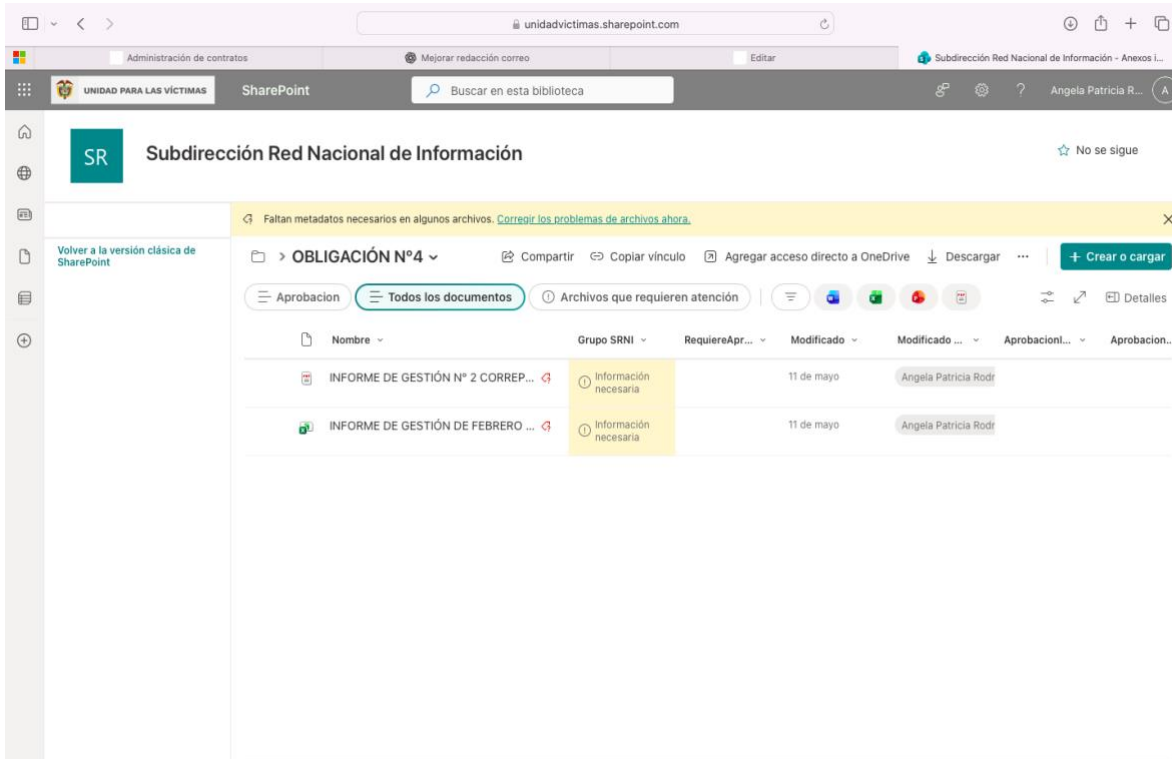 unidadvictimas.sharepoint.com
Administración de contratos
Mejorar redacción correo
Editar
Subdirección Red Nacional de Información - Anexos i...
UNIDAD PARA LAS VÍCTIMAS
SharePoint
Buscar en esta biblioteca
?
Angela Patricia R...
A
SR
Subdirección Red Nacional de Información
No se sigue
Faltan metadatos necesarios en algunos archivos. Corregir los problemas de archivos ahora.
Volver a la versión clásica de
SharePoint
> OBLIGACIÓN N°4
Compartir
Copiar vínculo
Agregar acceso directo a OneDrive
Descargar
...
+ Crear o cargar
Aprobacion
Todos los documentos
Archivos que requieren atención
Detalles
Nombre
Grupo SRNI
RequiereApr...
Modificado
Modificado ...
AprobacionI...
Aprobacion...
INFORME DE GESTIÓN N° 2 CORREP...
Información
necesaria
11 de mayo
Angela Patricia Rodr
INFORME DE GESTIÓN DE FEBRERO ...
Información
necesaria
11 de mayo
Angela Patricia Rodr